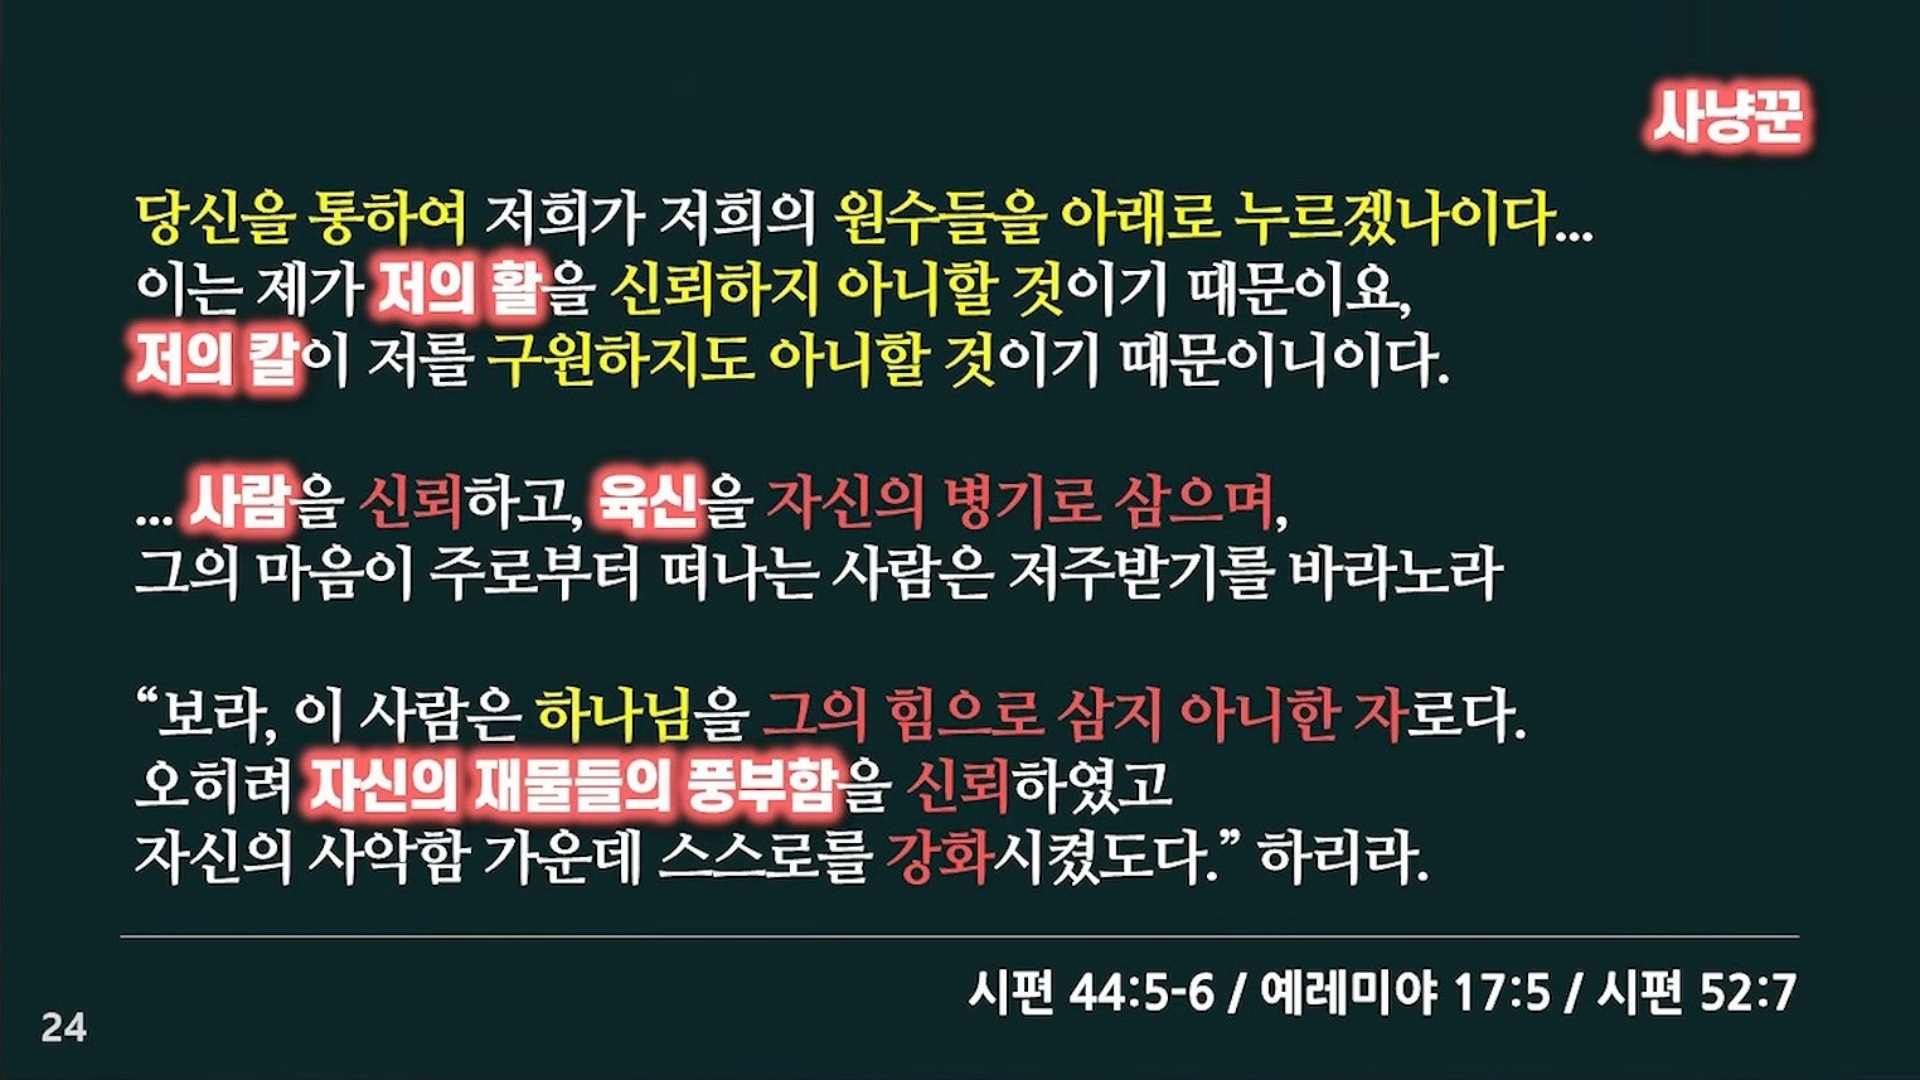 사냥꾼
당신을 통하여 저희가 저희의 원수들을 아래로 누르겠나이다...
이는 제가 저의 활을 신뢰하지 아니할 것이기 때문이요,
저의 칼이 저를 구원하지도 아니할 것이기 때문이니이다.
... 사람을 신뢰하고, 육신을 자신의 병기로 삼으며,
그의 마음이 주로부터 떠나는 사람은 저주받기를 바라노라
“보라, 이 사람은 하나님을 그의 힘으로 삼지 아니한 자로다.
오히려 자신의 재물들의 풍부함을 신뢰하였고
자신의 사악함 가운데 스스로를 강화시켰도다.” 하리라.
시편 44:5-6 / 예레미야 17:5 / 시편 52:7
24